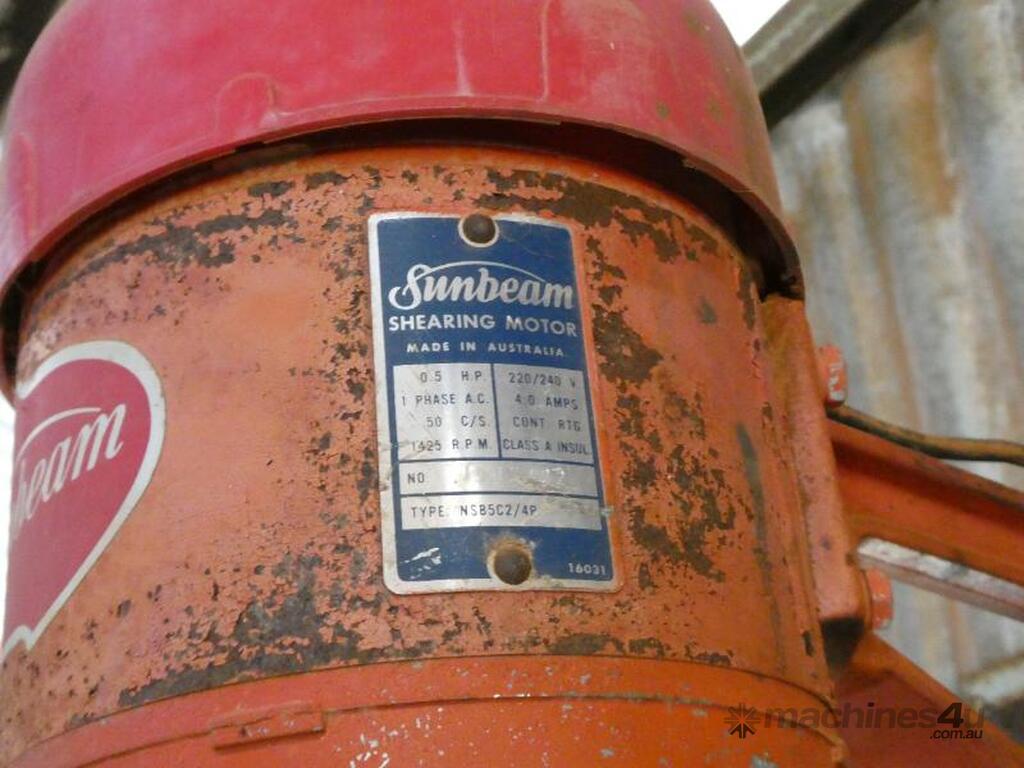 Sunbeam
SHEARING MOTOR
MADE IN AUSTRALIA
0.5 H.P. 220/240 V
1 PHASE A.C. 4.0 AMPS
50 C/S. CONT RTG
1425 R.P.M. CLASS A INSUL
NO
TYPE NSB5C2/4P
16031
beam
machines4u
.com.au